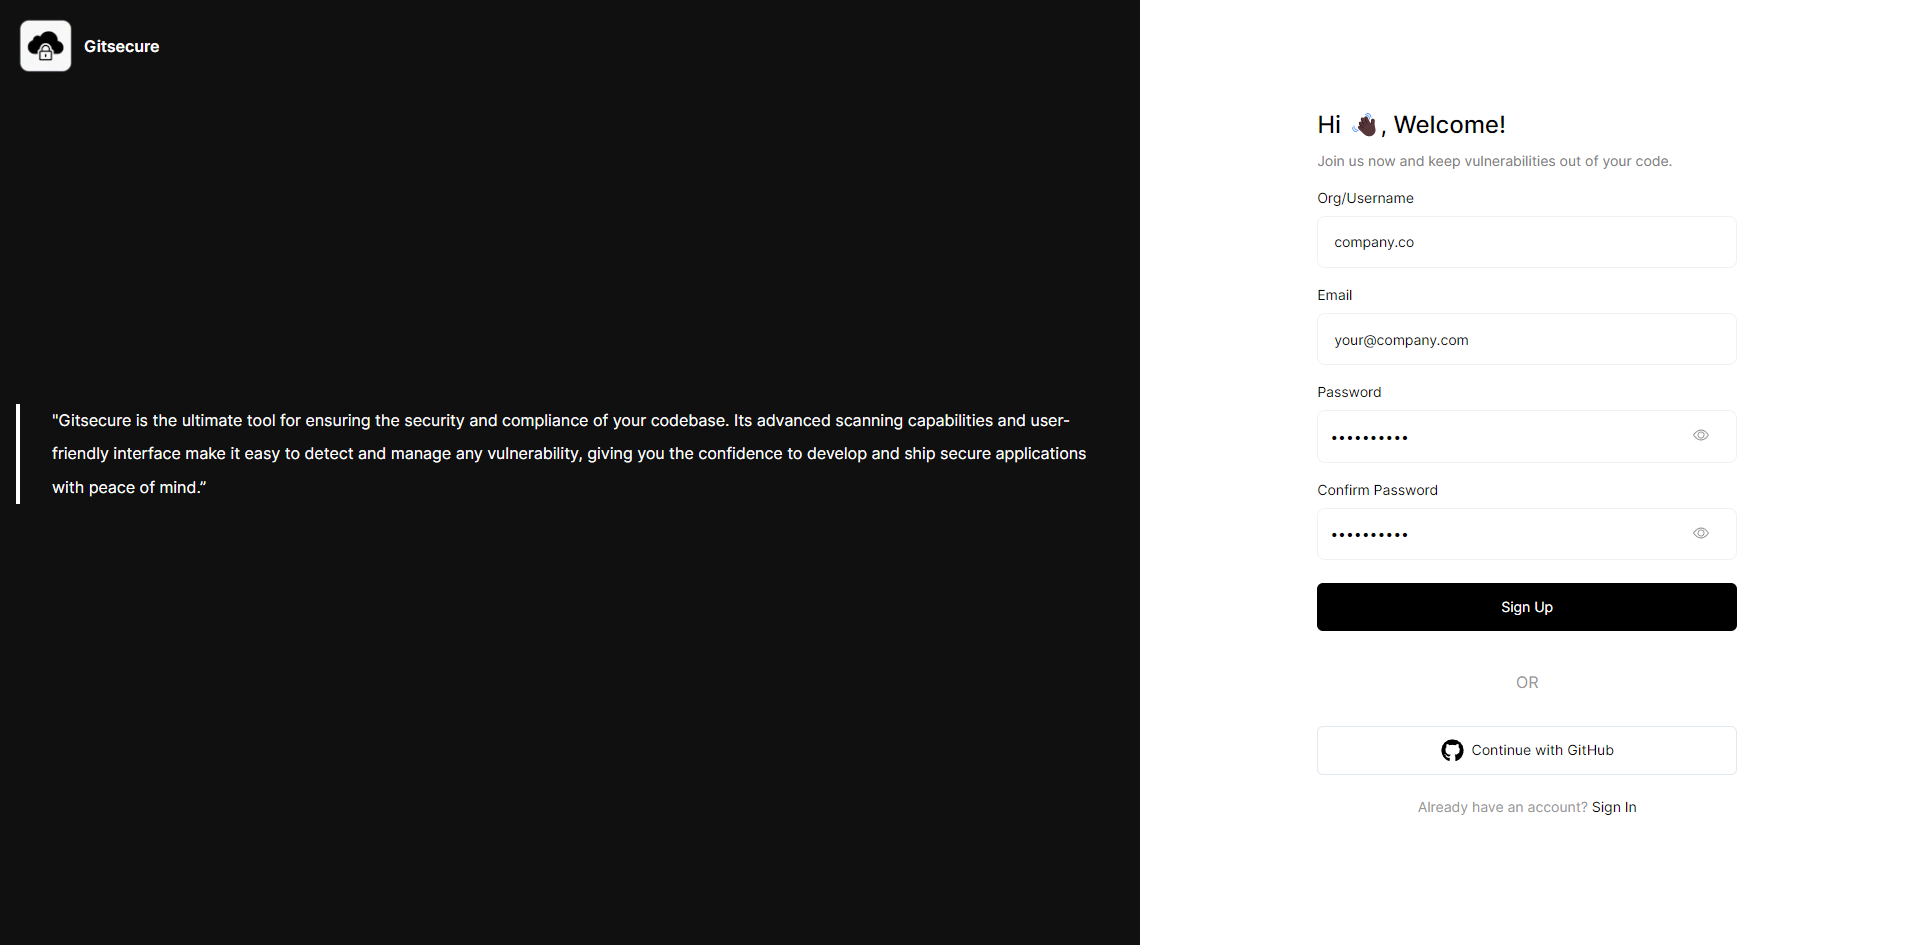 Gitsecure
"Gitsecure is the ultimate tool for ensuring the security and compliance of your codebase. Its advanced scanning capabilities and user-
friendly interface make it easy to detect and manage any vulnerability, giving you the confidence to develop and ship secure applications
with peace of mind.”
Hi 👋🏿, Welcome!
Join us now and keep vulnerabilities out of your code.
Org/Username
company.co
Email
your@company.com
Password
••••••••••
Confirm Password
••••••••••
Sign Up
OR
Continue with GitHub
Already have an account? Sign In